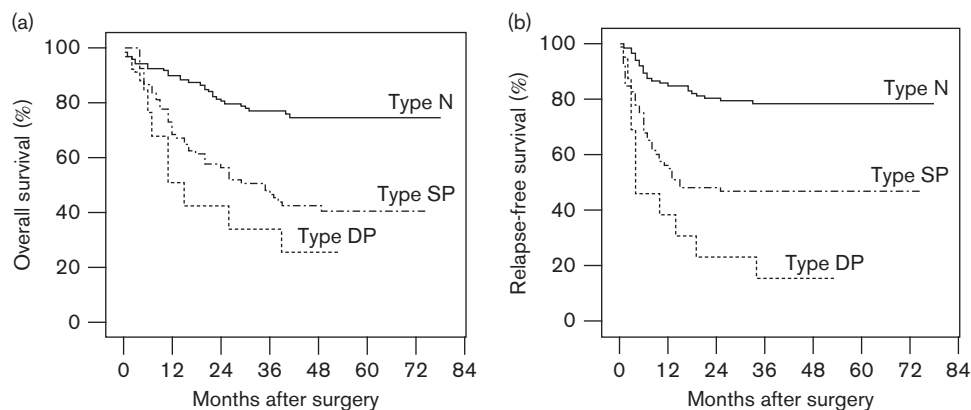 (a)
100
80
60
40
20
0
Overall survival (%)
Type N
Type SP
Type DP
0 12 24 36 48 60 72 84
Months after surgery
(b)
100
80
60
40
20
0
Relapse-free survival (%)
Type N
Type SP
Type DP
0 12 24 36 48 60 72 84
Months after surgery